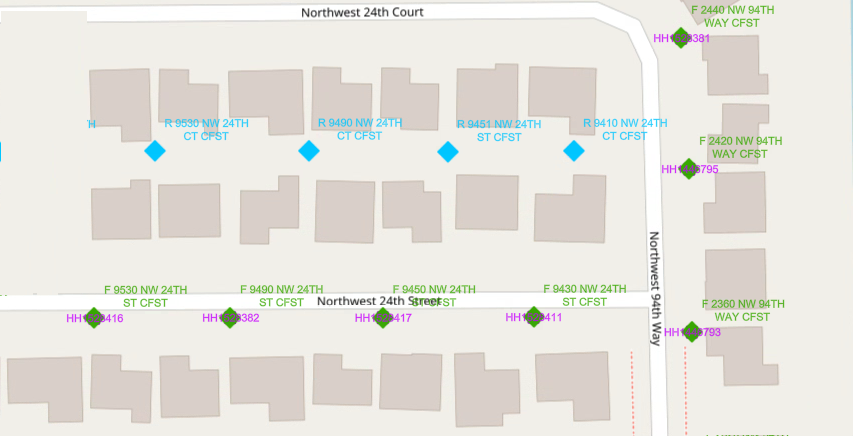 Northwest 24th Court
F 2440 NW 94TH
WAY CFST
R 9530 NW 24TH
CT CFST
R 9490 NW 24TH
CT CFST
R 9451 NW 24TH
ST CFST
R 9410 NW 24TH
CT CFST
F 2420 NW 94TH
WAY CFST
Northwest 94th Way
F 9530 NW 24TH
ST CFST
F 9490 NW 24TH
ST CFST
F 9450 NW 24TH
ST CFST
F 9430 NW 24TH
ST CFST
Northwest 24th Street
F 2360 NW 94TH
WAY CFST